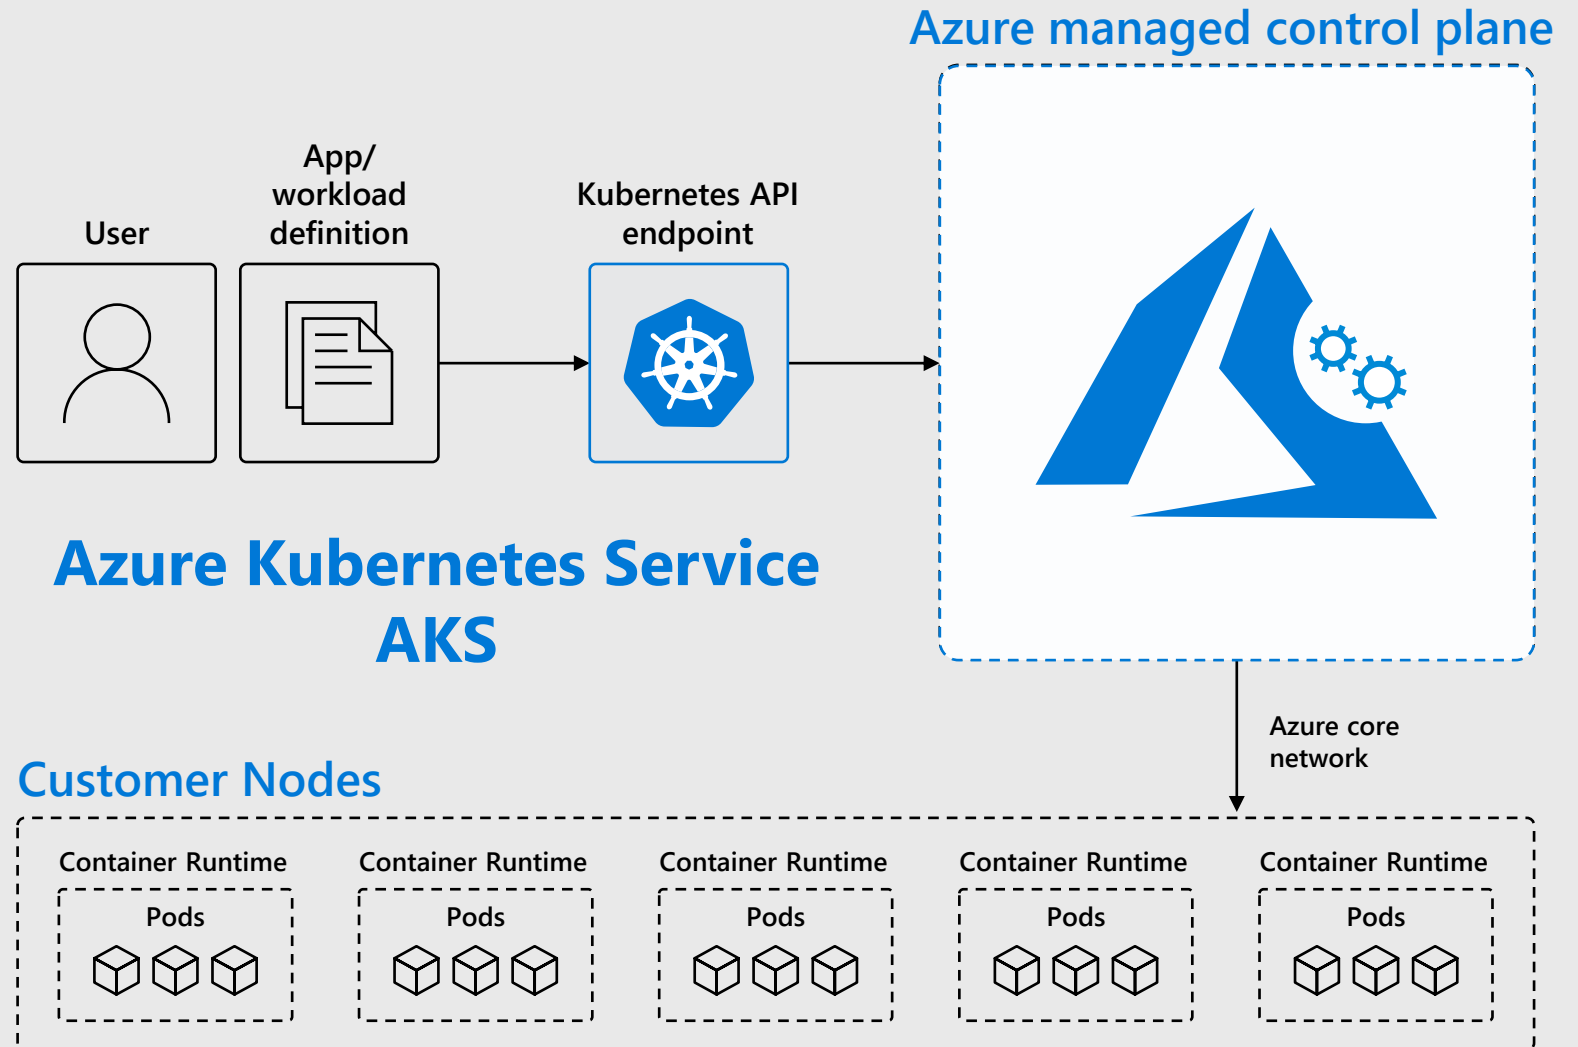 Azure managed control plane
User
App/
workload
definition
Kubernetes API
endpoint
Azure Kubernetes Service
AKS
Azure core
network
Customer Nodes
Container Runtime
Pods
Container Runtime
Pods
Container Runtime
Pods
Container Runtime
Pods
Container Runtime
Pods